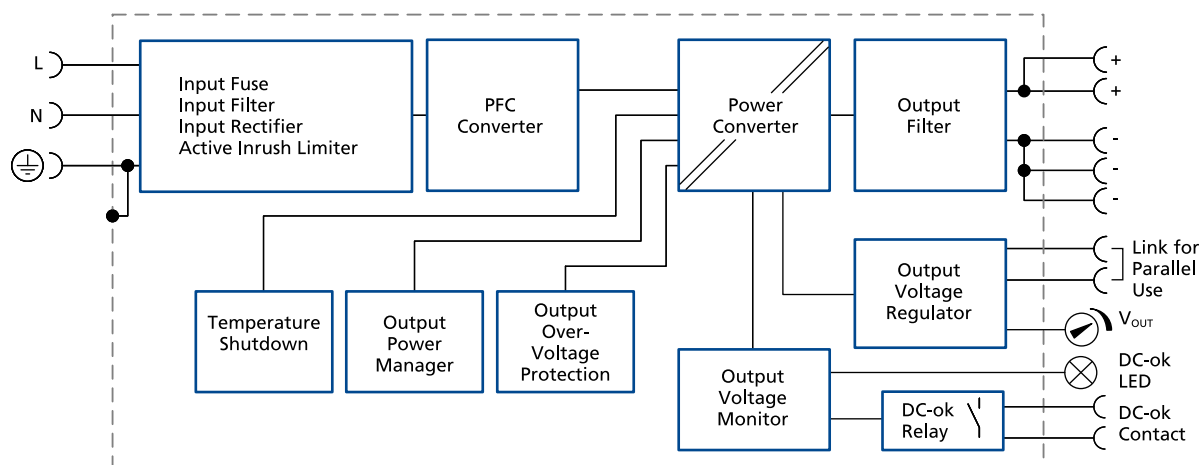 L
N
Input Fuse
Input Filter
Input Rectifier
Active Inrush Limiter
PFC
Converter
Power
Converter
Output
Filter
+
+
-
-
-
Temperature
Shutdown
Output
Power
Manager
Output
Over-
Voltage
Protection
Output
Voltage
Regulator
Link for
Parallel
Use
VOUT
Output
Voltage
Monitor
DC-ok
LED
DC-ok
Relay
DC-ok
Contact